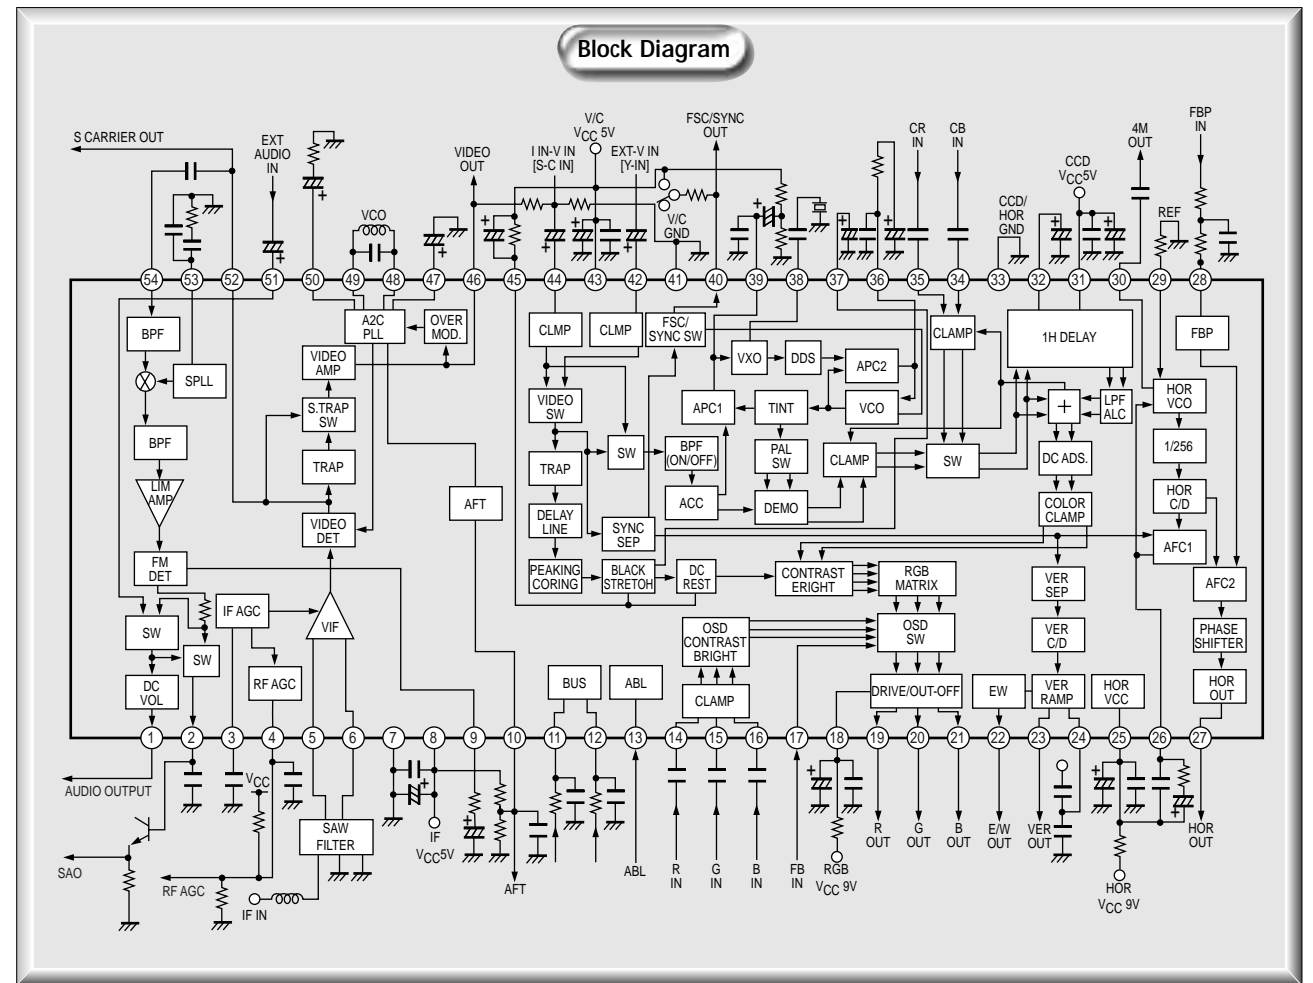 Block Diagram
S CARRIER OUT
EXT
AUDIO
IN
VCO
VIDEO
OUT
I IN-V IN
[S-C IN]
V/C
VCC 5V
EXT-V IN
[Y-IN]
FSC/SYNC
OUT
V/C
GND
CR
IN
CB
IN
CCD/
HOR
GND
CCD
VCC5V
4M
OUT
REF
FBP
IN
54
53
52
51
50
49
48
47
46
45
44
43
42
41
40
39
38
37
36
35
34
33
32
31
30
29
28
BPF
SPLL
BPF
LIM
AMP
FM
DET
SW
SW
DC
VOL
IF AGC
RF AGC
VIF
VIDEO
AMP
S.TRAP
SW
TRAP
VIDEO
DET
A2C
PLL
OVER
MOD.
AFT
CLMP
CLMP
FSC/
SYNC SW
VIDEO
SW
SW
TRAP
DELAY
LINE
SYNC
SEP
PEAKING
CORING
BLACK
STRETOH
DC
REST
VXO
DDS
APC2
APC1
TINT
VCO
BPF
(ON/OFF)
PAL
SW
ACC
DEMO
CLAMP
CLAMP
SW
1H DELAY
+
LPF
ALC
DC ADS.
COLOR
CLAMP
FBP
HOR
VCO
1/256
HOR
C/D
AFC1
AFC2
PHASE
SHIFTER
HOR
OUT
CONTRAST
ERIGHT
RGB
MATRIX
OSD
CONTRAST
BRIGHT
OSD
SW
VER
SEP
VER
C/D
BUS
ABL
CLAMP
DRIVE/OUT-OFF
EW
VER
RAMP
HOR
VCC
1
2
3
4
5
6
7
8
9
10
11
12
13
14
15
16
17
18
19
20
21
22
23
24
25
26
27
AUDIO OUTPUT
VCC
SAW
FILTER
SAO
RF AGC
IF IN
IF
VCC5V
AFT
ABL
R
IN
G
IN
B
IN
FB
IN
RGB
VCC 9V
R
OUT
G
OUT
B
OUT
E/W
OUT
VER
OUT
HOR
VCC 9V
HOR
OUT